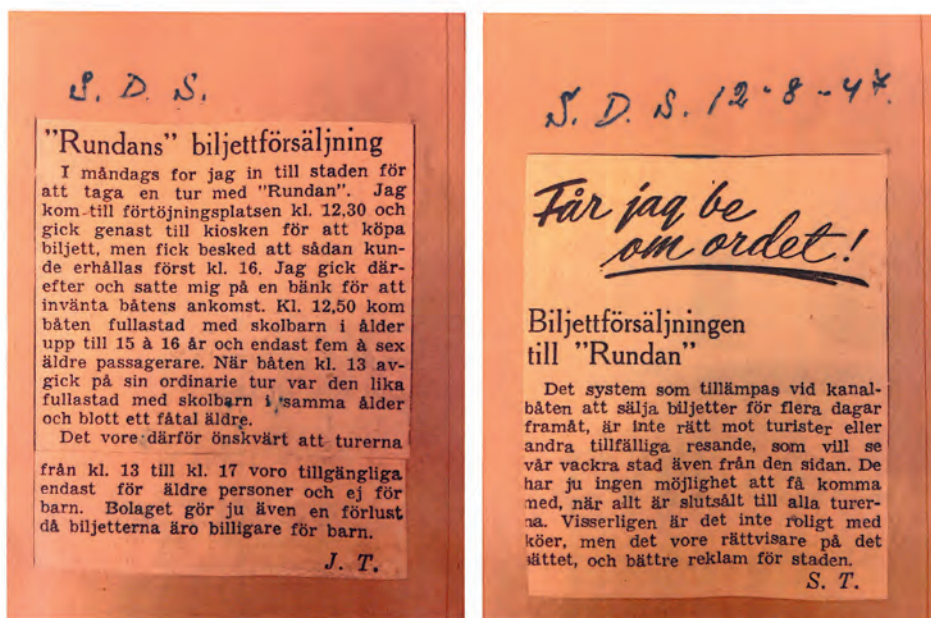 S. D. S.
"Rundans" biljettförsäljning
I måndags for jag in till staden för
att taga en tur med "Rundan". Jag
kom till förtöjningsplatsen kl. 12,30 och
gick genast till kiosken för att köpa
biljett, men fick besked att sådan kun-
de erhållas först kl. 16. Jag gick där-
efter och satte mig på en bänk för att
invänta båtens ankomst. Kl. 12,50 kom
båten fullastad med skolbarn i ålder
upp till 15 à 16 år och endast fem à sex
äldre passagerare. När båten kl. 13 av-
gick på sin ordinarie tur var den lika
fullastad med skolbarn i samma ålder
och blott ett fåtal äldre.
Det vore därför önskvärt att turerna
från kl. 13 till kl. 17 voro tillgängliga
endast för äldre personer och ej för
barn. Bolaget gör ju även en förlust
då biljetterna äro billigare för barn.
J. T.
S. D. S. 12-8-47.
Får jag be
om ordet!
Biljettförsäljningen
till "Rundan"
Det system som tillämpas vid kanal-
båten att sälja biljetter för flera dagar
framåt, är inte rätt mot turister eller
andra tillfälliga resande, som vill se
vår vackra stad även från den sidan. De
har ju ingen möjlighet att få komma
med, när allt är slutsålt till alla turer-
na. Visserligen är det inte roligt med
köer, men det vore rättvisare på det
sättet, och bättre reklam för staden.
S. T.